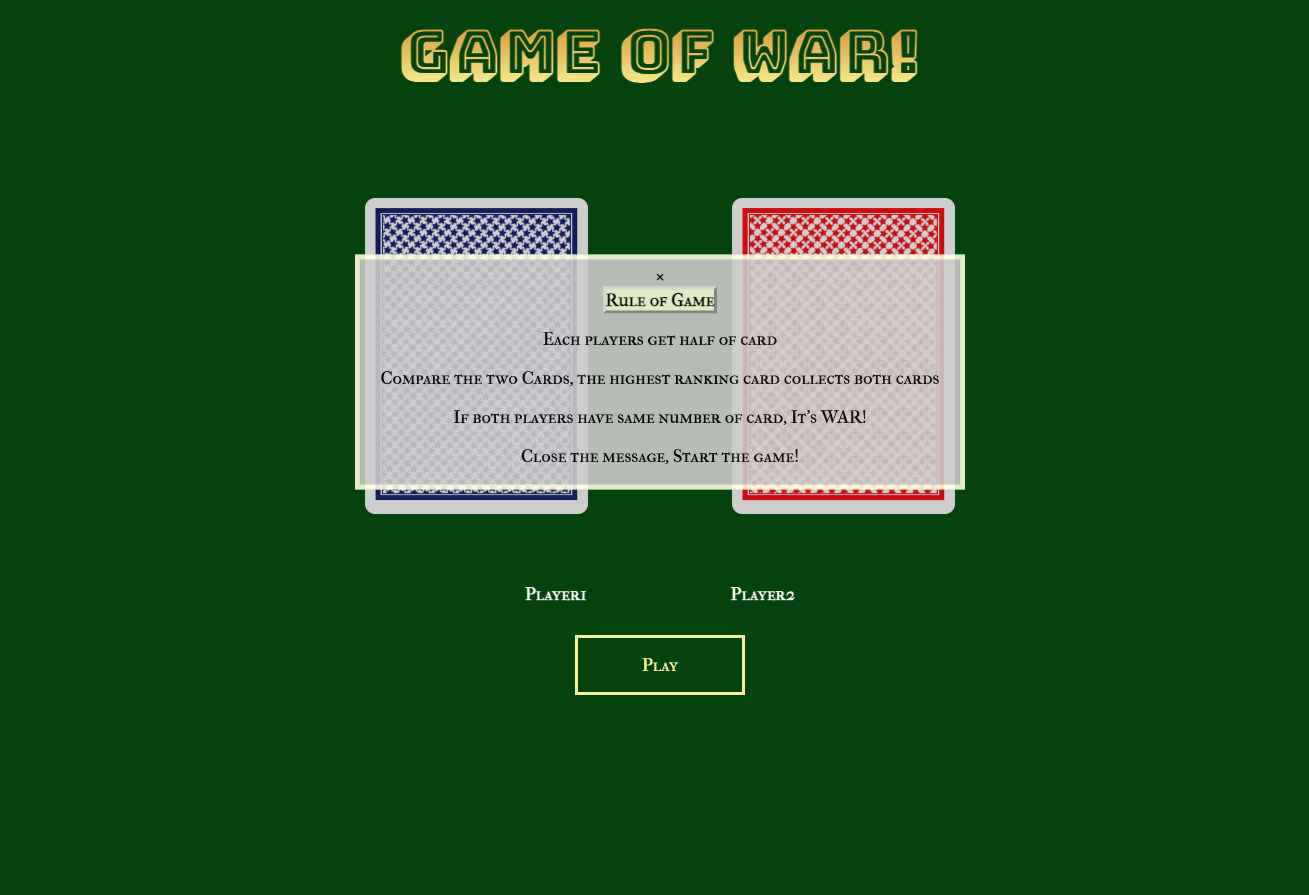 GAME OF WAR!
×
Rule of Game
Each players get half of card
Compare the two Cards, the highest ranking card collects both cards
If both players have same number of card, It's WAR!
Close the message, Start the game!
Player1
Player2
Play